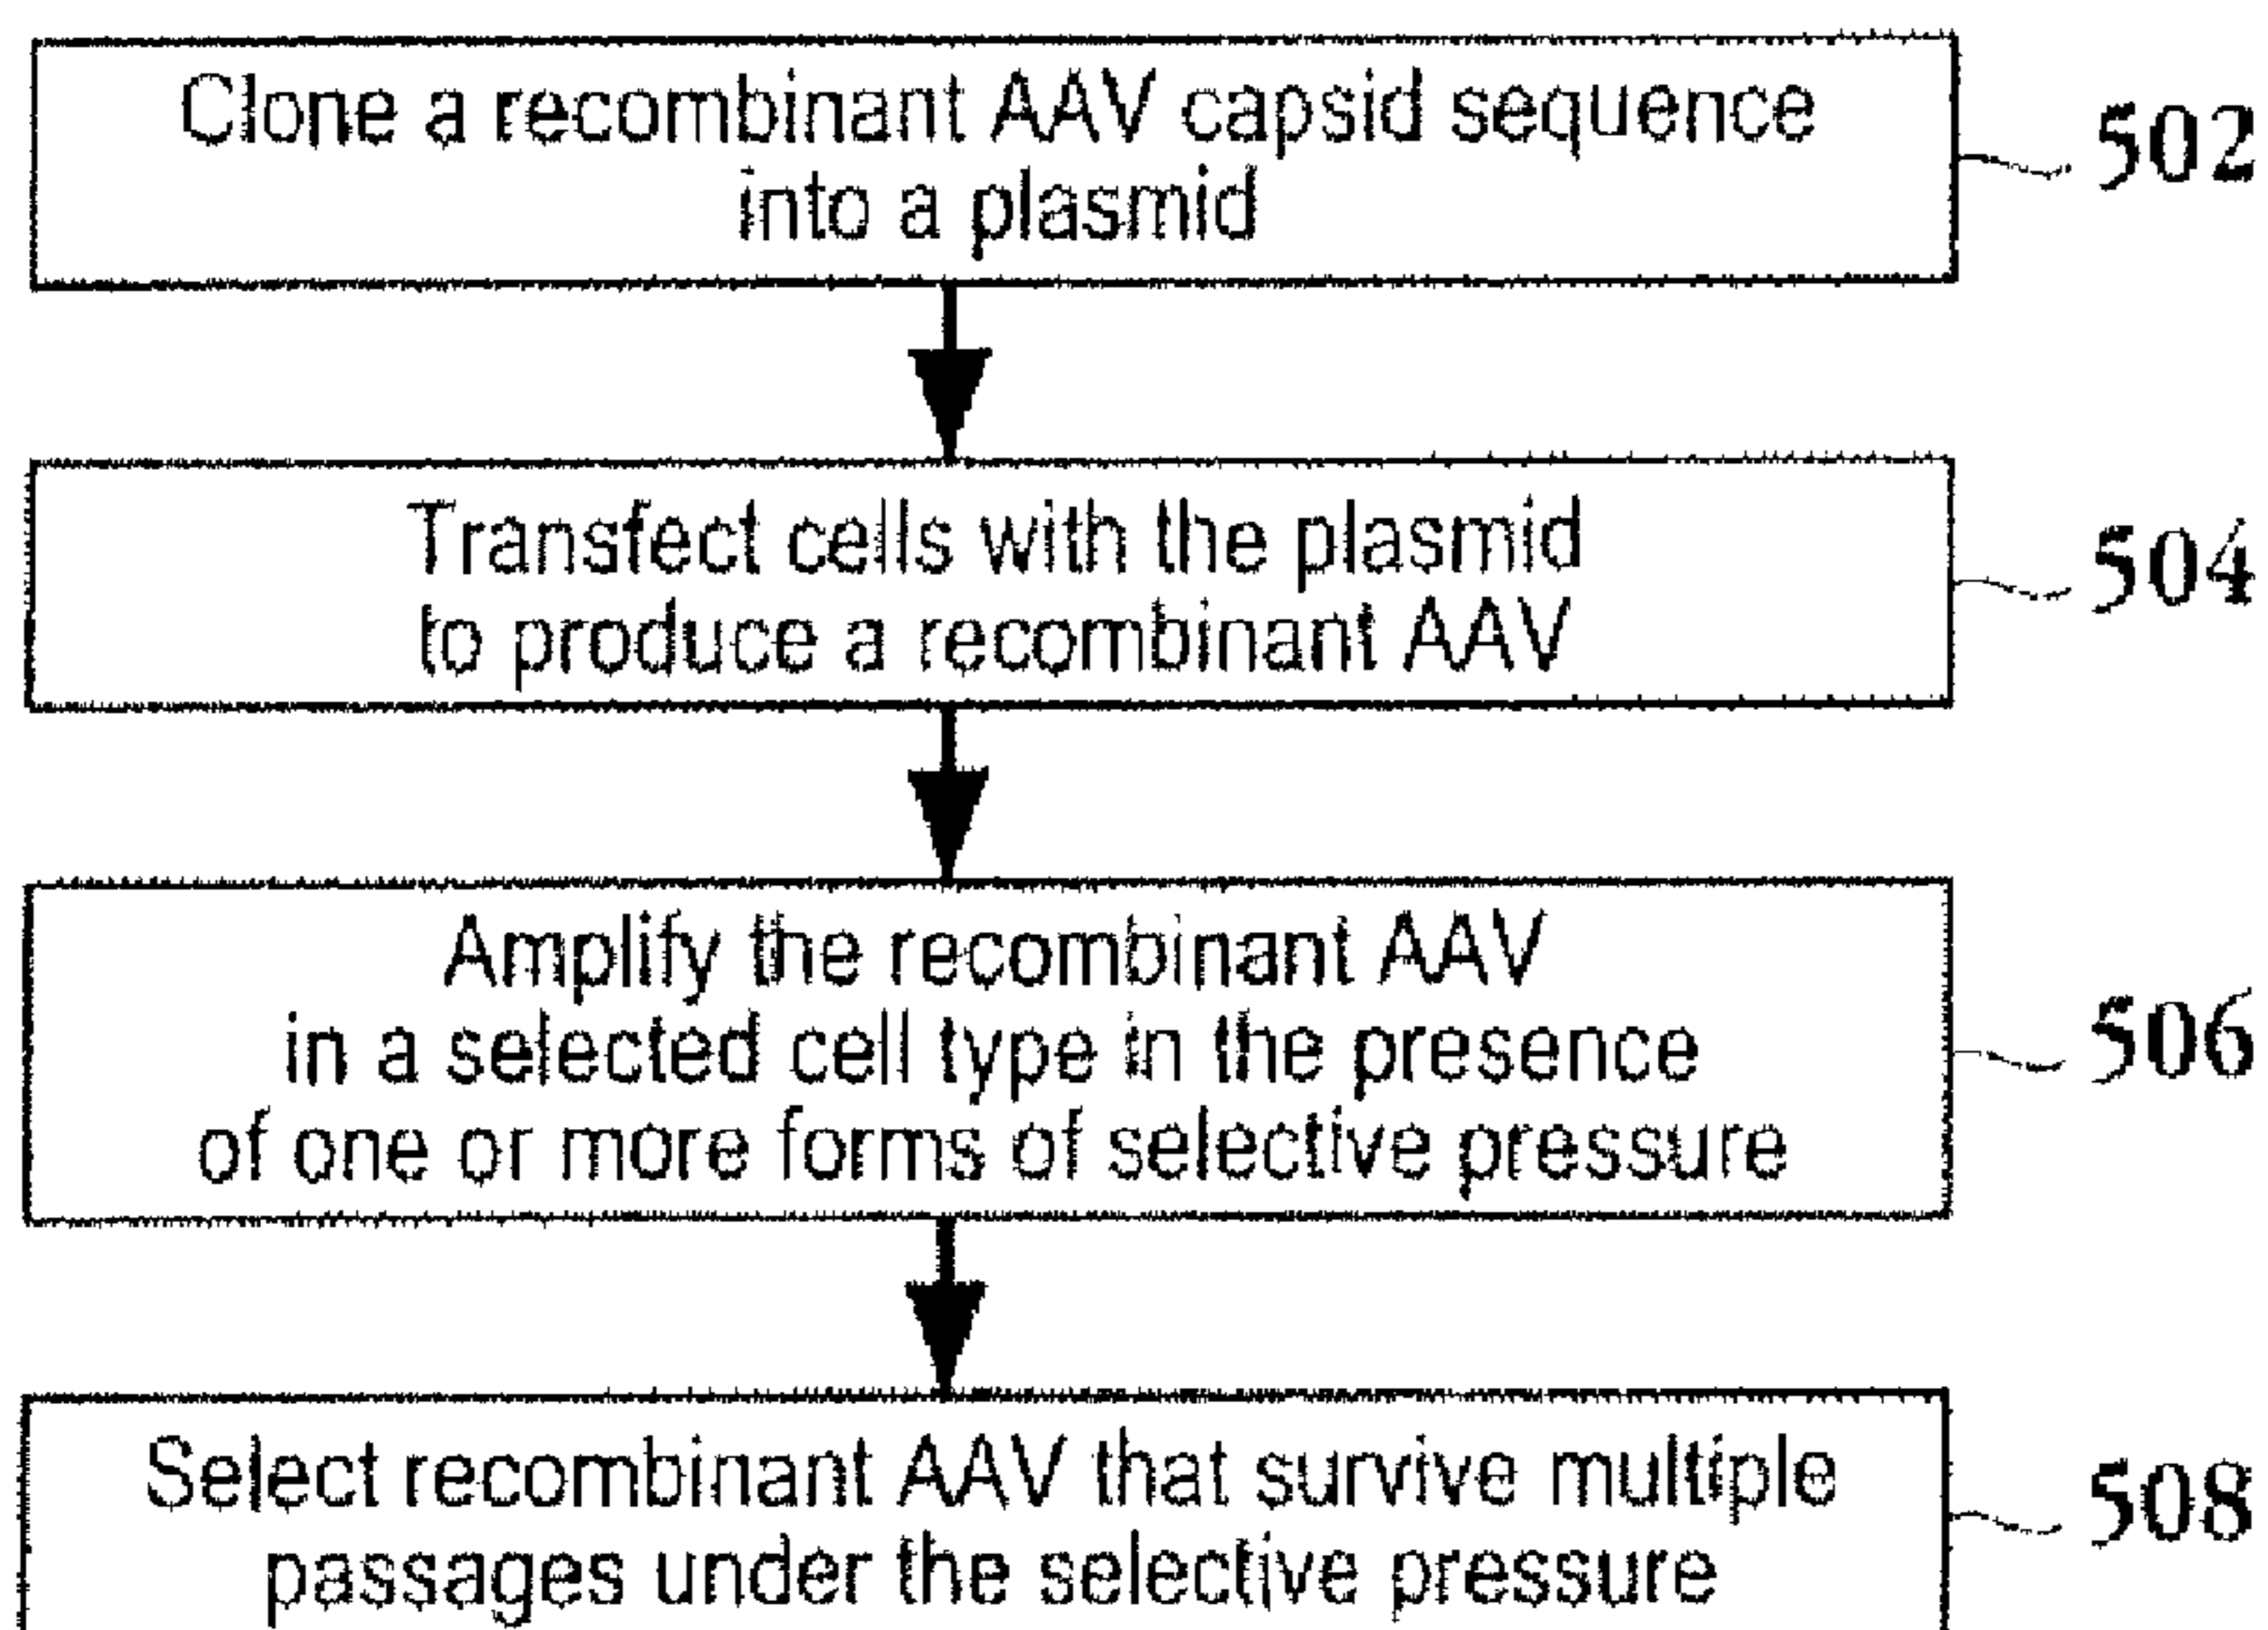 Clone a recombinant AAV capsid sequence
into a plasmid
502
Transfect cells with the plasmid
to produce a recombinant AAV
504
Amplify the recombinant AAV
in a selected cell type in the presence
of one or more forms of selective pressure
506
Select recombinant AAV that survive multiple
passages under the selective pressure
508